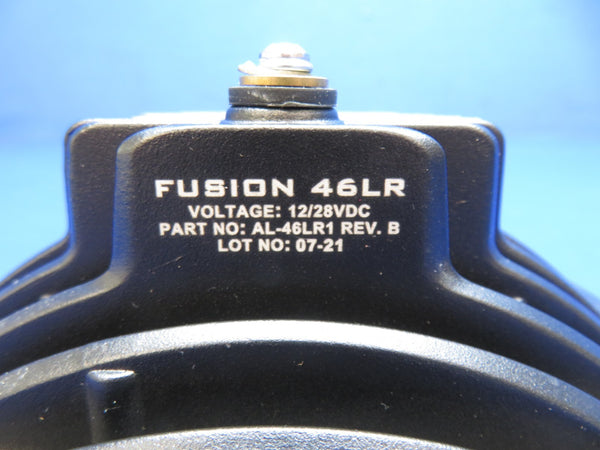 FUSION 46LR
VOLTAGE: 12/28VDC
PART NO: AL-46LR1 REV. B
LOT NO: 07-21